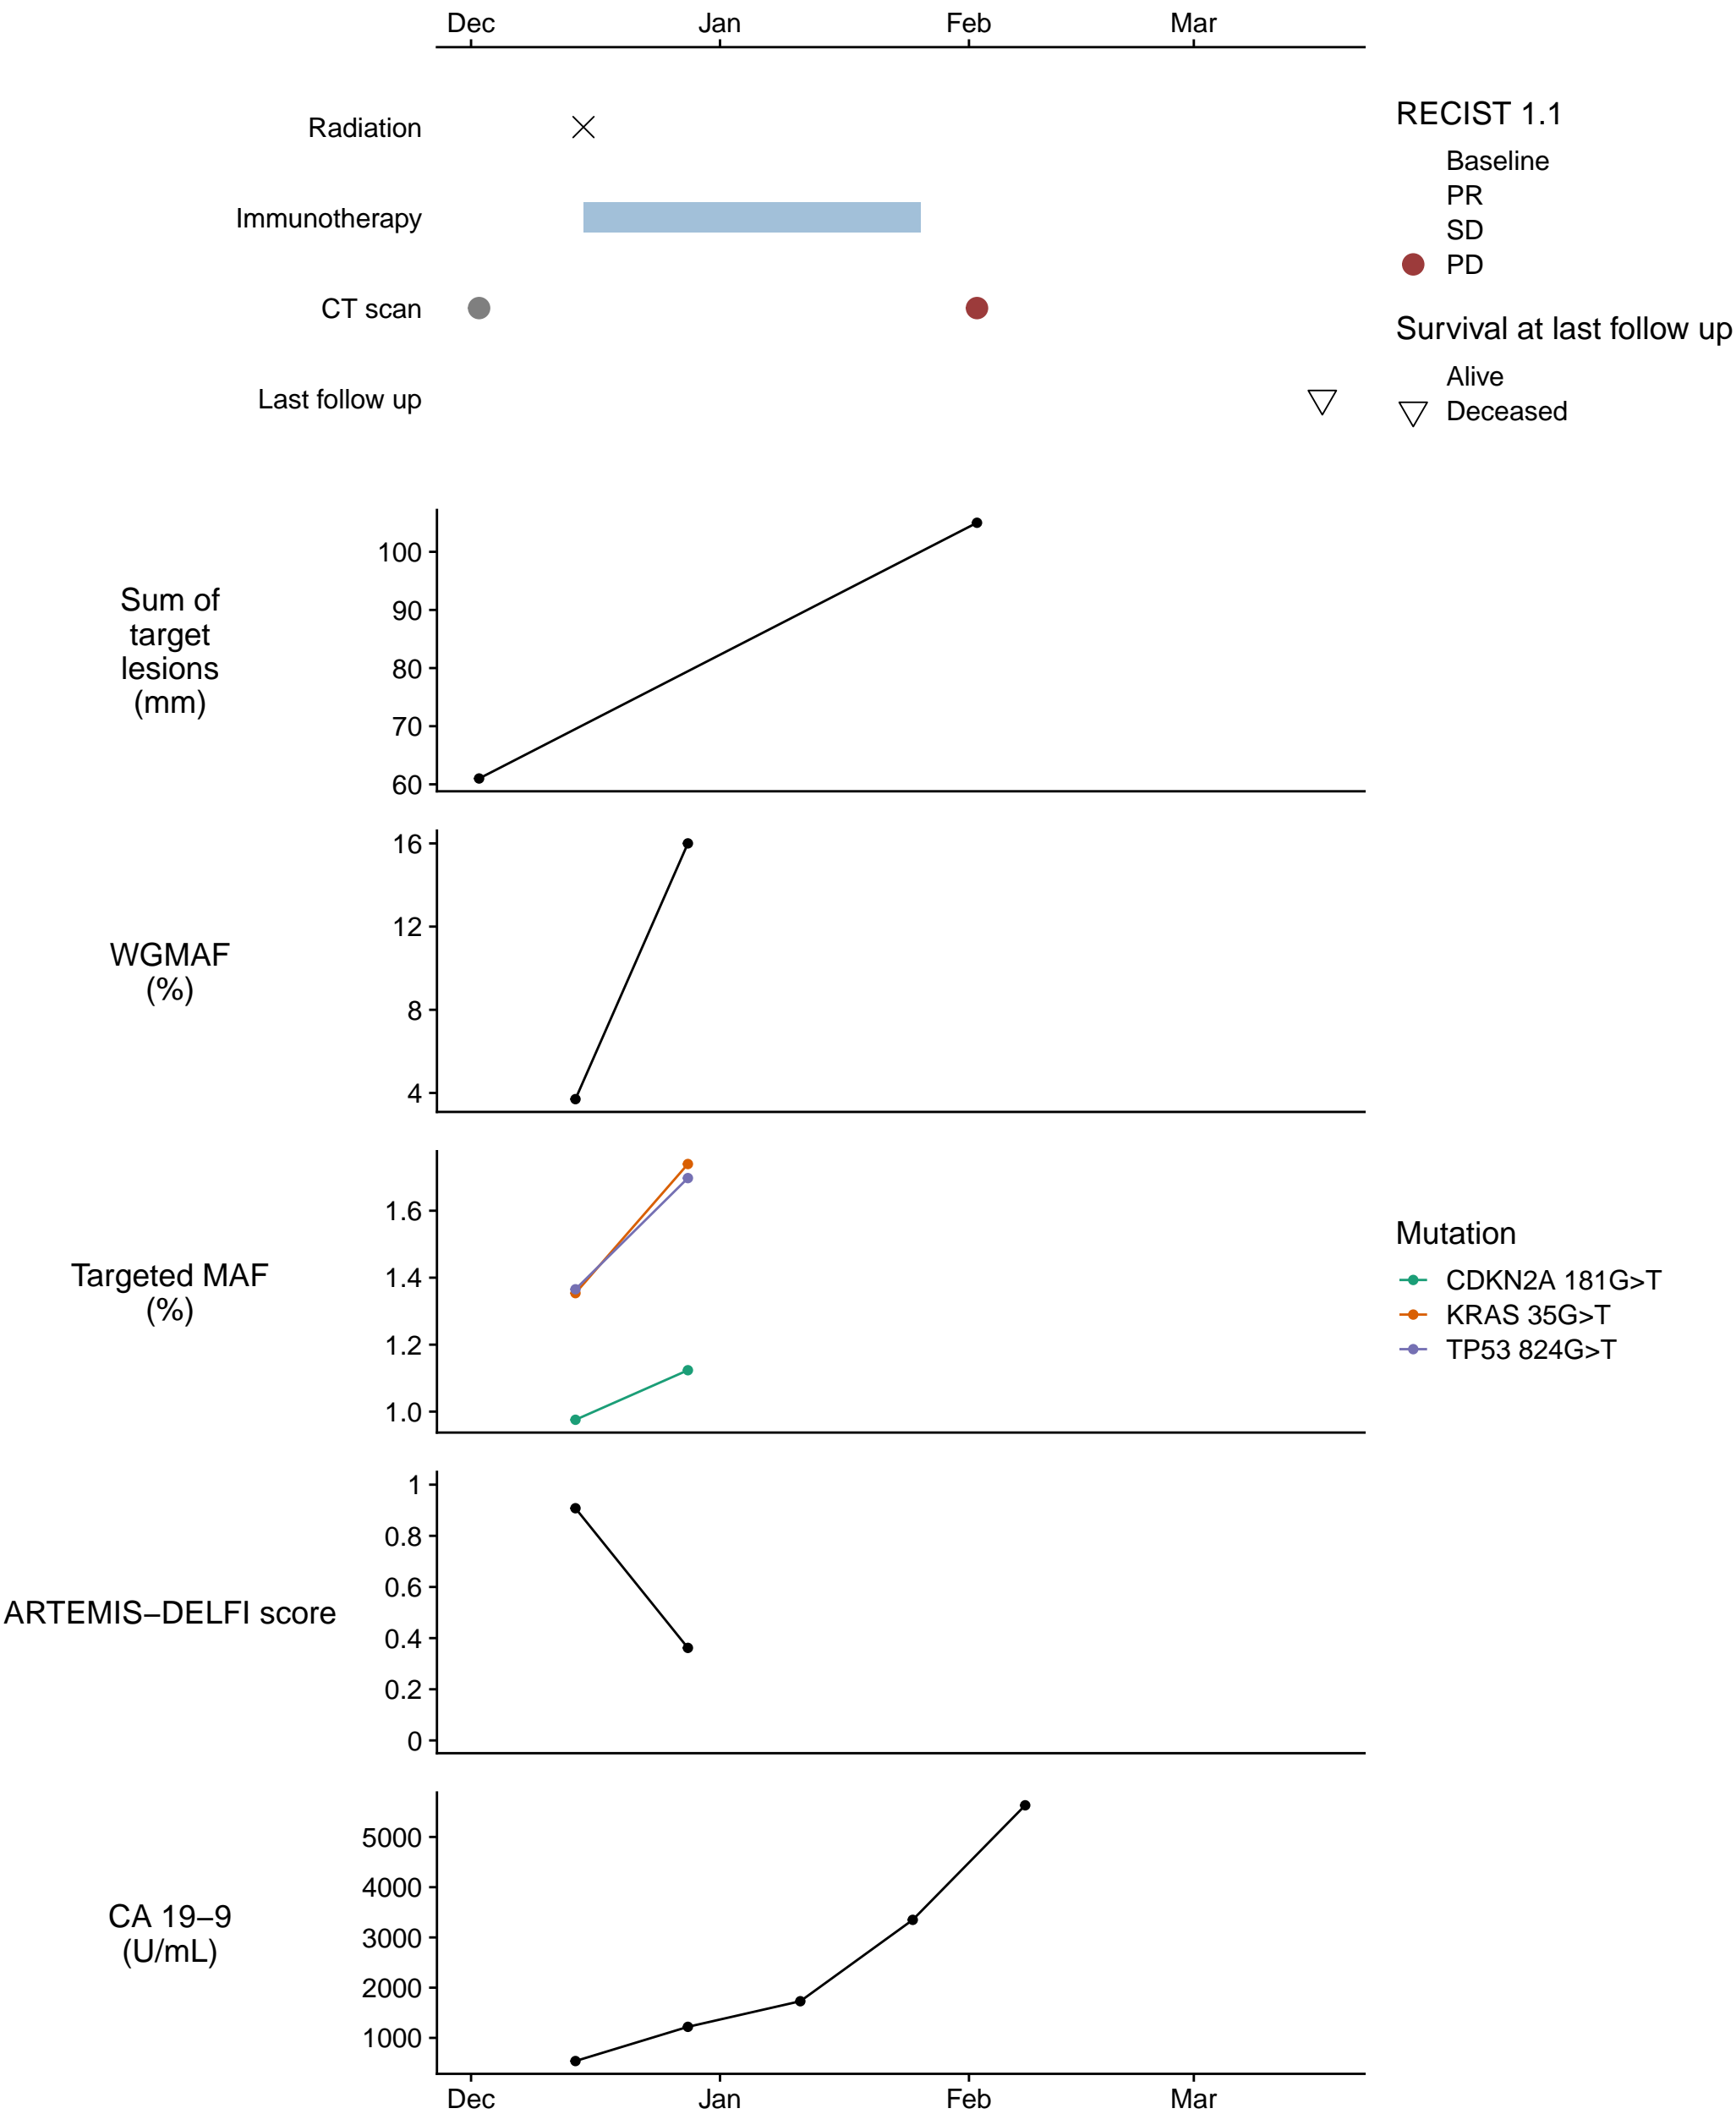 Dec Jan Feb Mar
Radiation
Immunotherapy
CT scan
Last follow up
RECIST 1.1
Baseline
PR
SD
PD
Survival at last follow up
Alive
Deceased
Sum of
target
lesions
(mm)
100
90
80
70
60
WGMAF
(%)
16
12
8
4
Targeted MAF
(%)
1.6
1.4
1.2
1.0
Mutation
CDKN2A 181G>T
KRAS 35G>T
TP53 824G>T
ARTEMIS−DELFI score
1
0.8
0.6
0.4
0.2
0
CA 19−9
(U/mL)
5000
4000
3000
2000
1000
Dec Jan Feb Mar